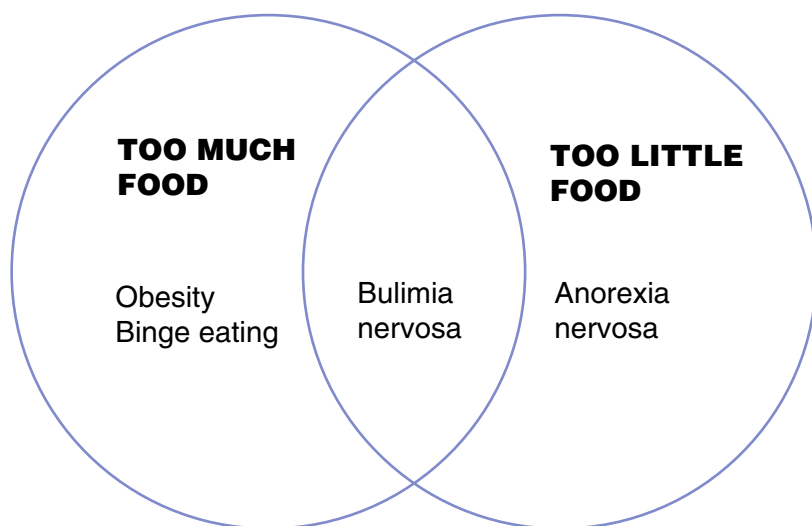 TOO MUCH
FOOD
Obesity
Binge eating
Bulimia
nervosa
TOO LITTLE
FOOD
Anorexia
nervosa